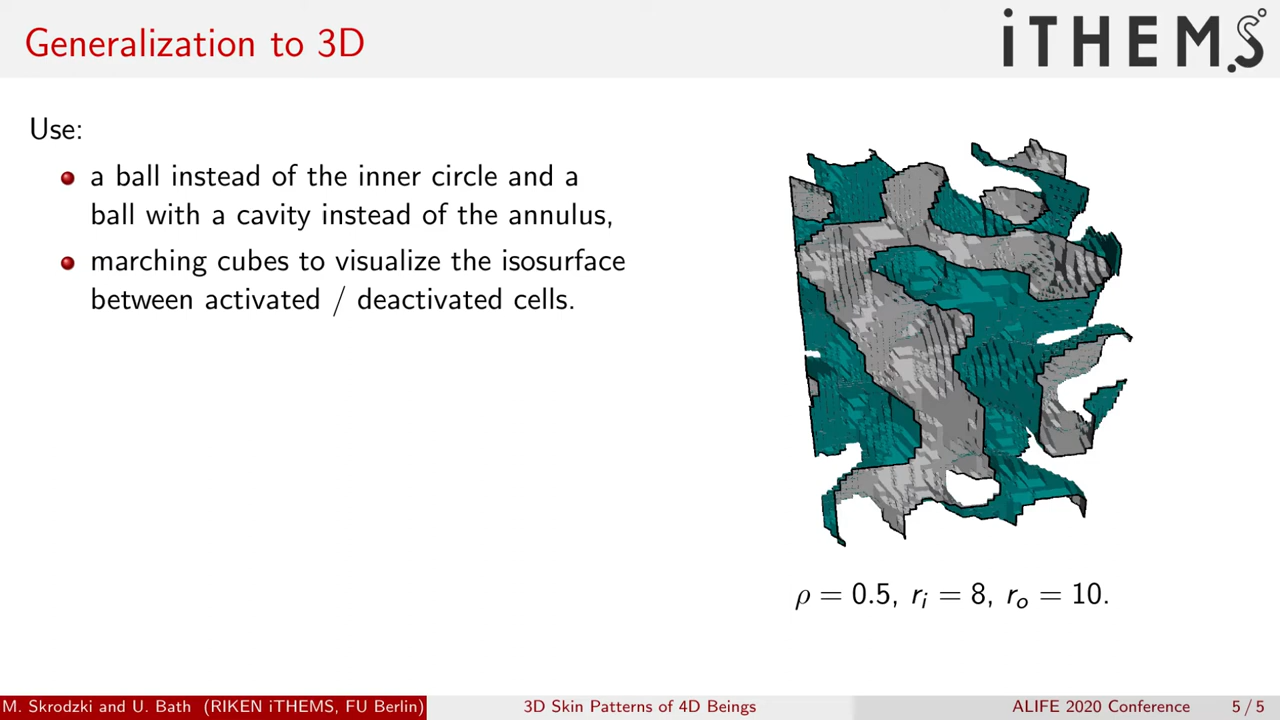 Generalization to 3D
iTHEMS
Use:
a ball instead of the inner circle and a
ball with a cavity instead of the annulus,
marching cubes to visualize the isosurface
between activated / deactivated cells.
ρ = 0.5, rᵢ = 8, rₒ = 10.
M. Skrodzki and U. Bath (RIKEN iTHEMS, FU Berlin)
3D Skin Patterns of 4D Beings
ALIFE 2020 Conference
5 / 5